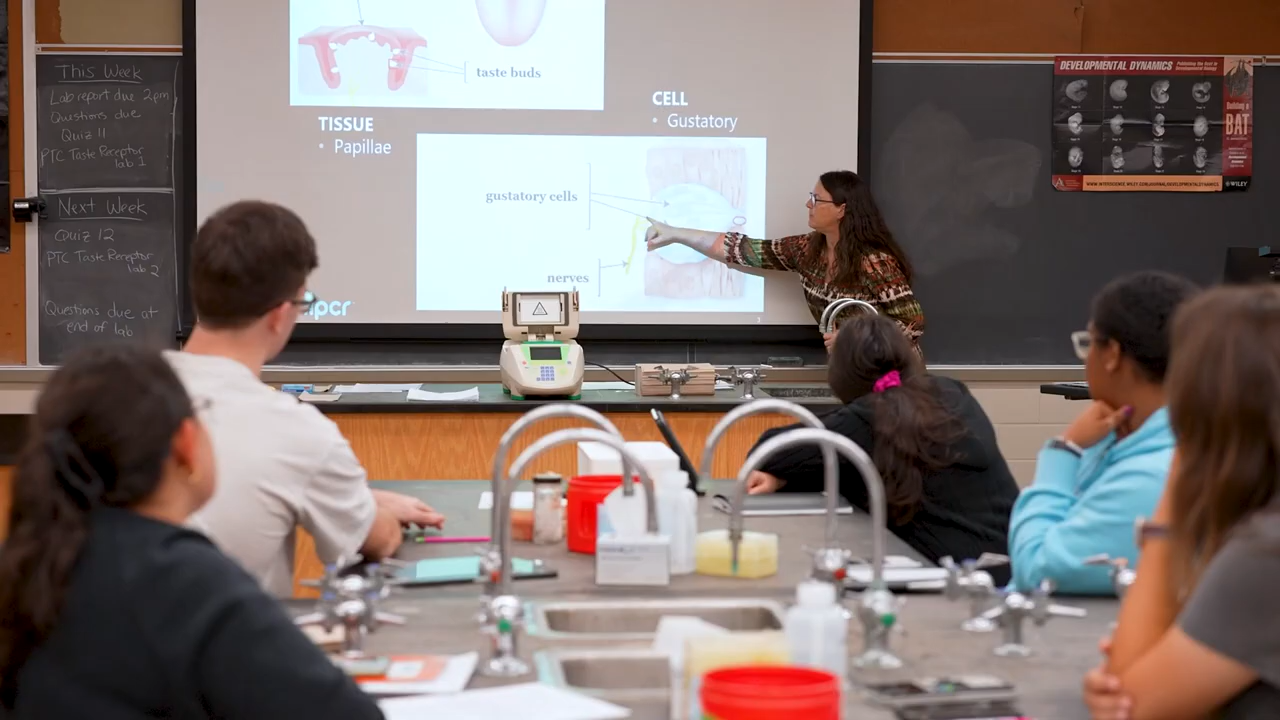 This Week
Lab report due 2pm
Questions due
Quiz 11
PTC Taste Receptor
lab 1
Next Week
Quiz 12
PTC Taste Receptor
lab 2
Questions due at
end of lab
taste buds
TISSUE
• Papillae
CELL
• Gustatory
gustatory cells
nerves
pcr
DEVELOPMENTAL DYNAMICS
Building a
BAT
WILEY